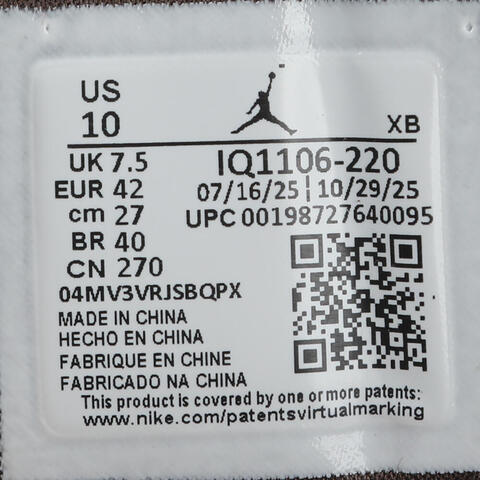 US
10
XB
UK 7.5
IQ1106-220
EUR 42
07/16/25 | 10/29/25
cm 27
UPC 00198727640095
BR 40
CN 270
04MV3VRJSBQPX
MADE IN CHINA
HECHO EN CHINA
FABRIQUE EN CHINE
FABRICADO NA CHINA
This product is covered by one or more patents:
www.nike.com/patentsvirtualmarking